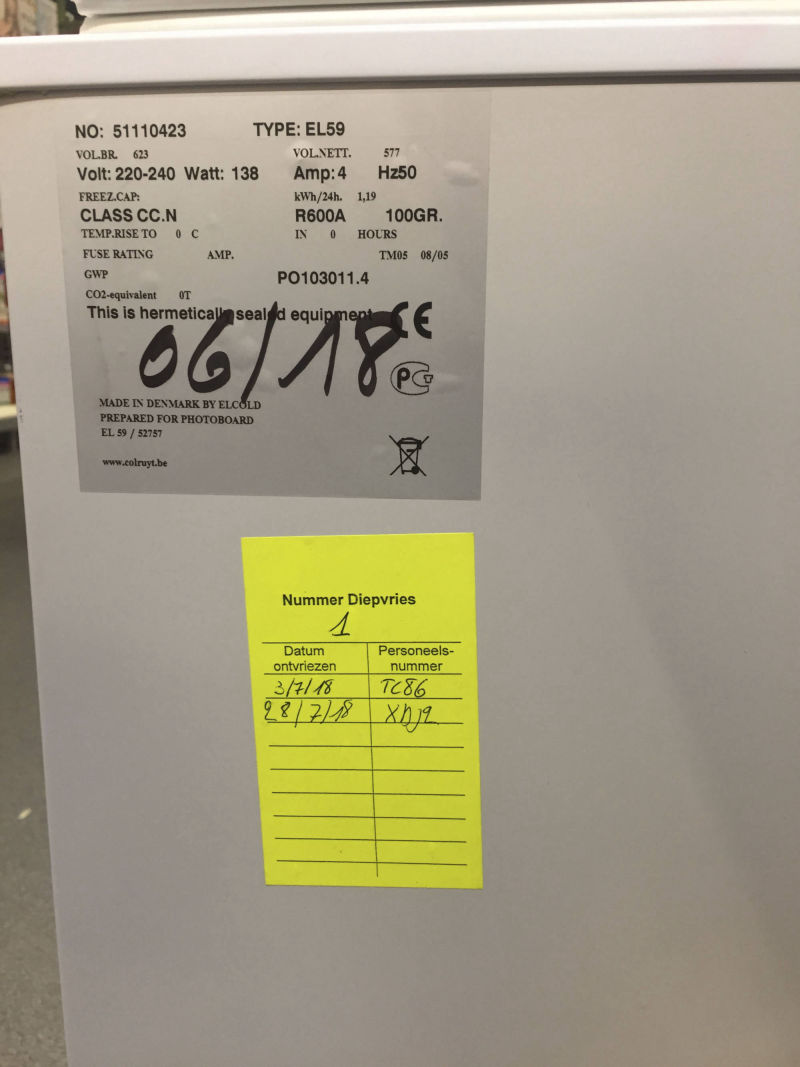 NO: 51110423 TYPE: EL59
VOL.BR. 623 VOL.NETT. 577
Volt: 220-240 Watt: 138 Amp: 4 Hz50
FREEZ.CAP: kWh/24h. 1,19
CLASS CC.N R600A 100GR.
TEMP.RISE TO 0 C IN 0 HOURS
FUSE RATING AMP. TM05 08/05
GWP PO103011.4
CO2-equivalent 0T
This is hermetically sealed equipment CE
06/18
PG
MADE IN DENMARK BY ELCOLD
PREPARED FOR PHOTOBOARD
EL 59 / 52757
www.colruyt.be
Nummer Diepvries
1
Datum Personeels-
ontvriezen nummer
3/7/18 TC86
28/7/18